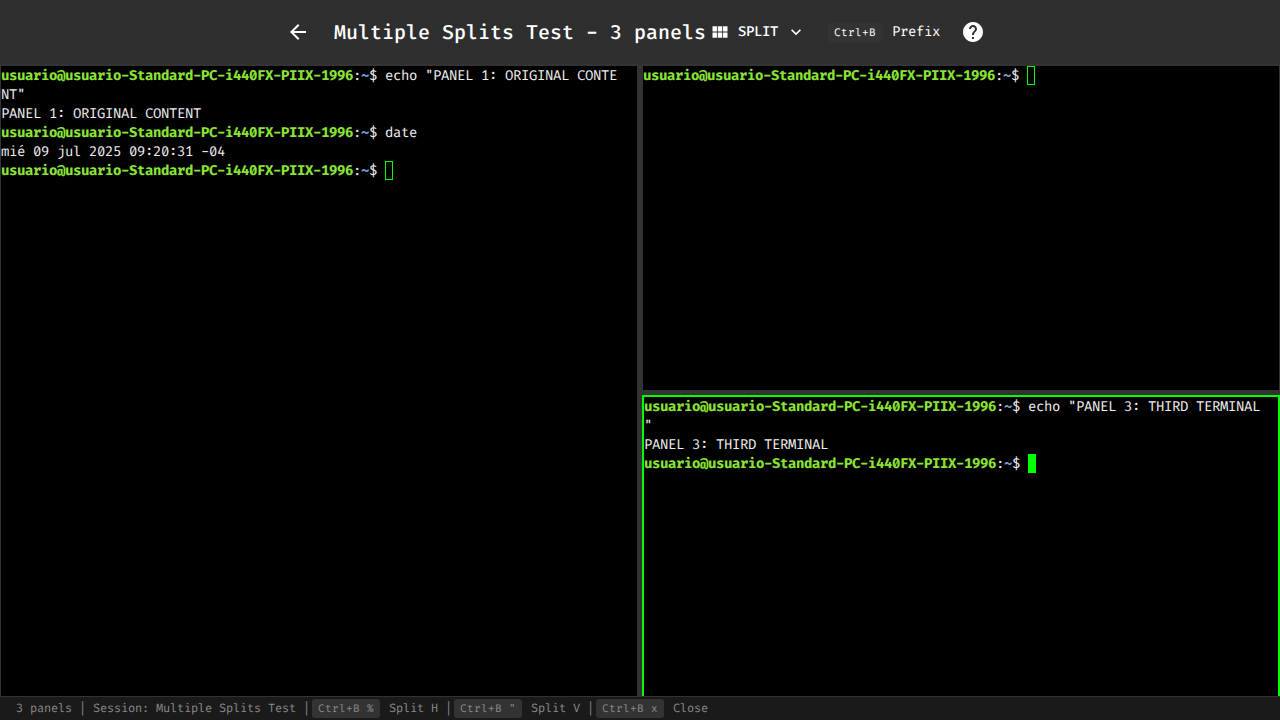 Multiple Splits Test - 3 panels SPLIT Ctrl+B Prefix ?
usuario@usuario-Standard-PC-i440FX-PIIX-1996:~$ echo "PANEL 1: ORIGINAL CONTE
NT"
PANEL 1: ORIGINAL CONTENT
usuario@usuario-Standard-PC-i440FX-PIIX-1996:~$ date
mié 09 jul 2025 09:20:31 -04
usuario@usuario-Standard-PC-i440FX-PIIX-1996:~$
usuario@usuario-Standard-PC-i440FX-PIIX-1996:~$
usuario@usuario-Standard-PC-i440FX-PIIX-1996:~$ echo "PANEL 3: THIRD TERMINAL
"
PANEL 3: THIRD TERMINAL
usuario@usuario-Standard-PC-i440FX-PIIX-1996:~$
3 panels | Session: Multiple Splits Test | Ctrl+B % Split H | Ctrl+B " Split V | Ctrl+B x Close